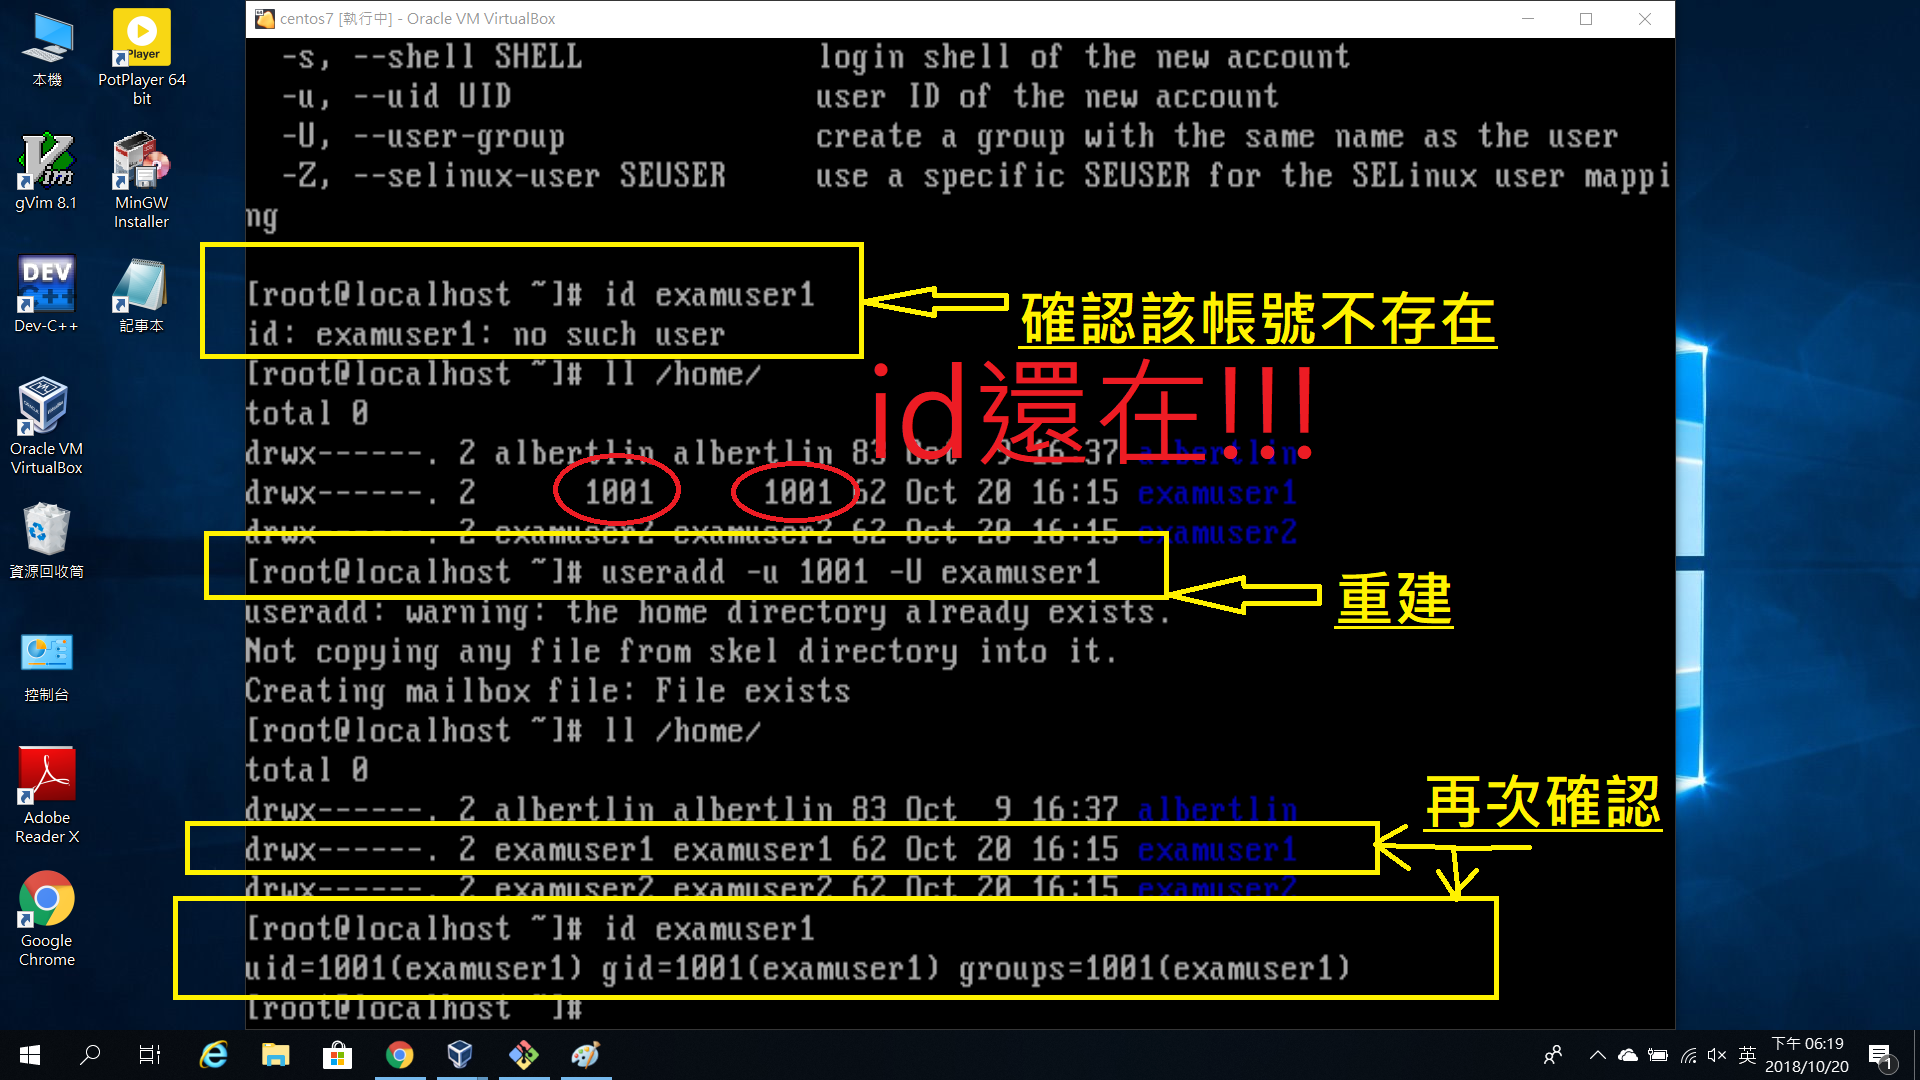 centos7 [執行中] - Oracle VM VirtualBox
本機
PotPlayer 64
bit
gVim 8.1
MinGW
Installer
Dev-C++
記事本
Oracle VM
VirtualBox
資源回收筒
控制台
Adobe
Reader X
Google
Chrome
-s, --shell SHELL login shell of the new account
-u, --uid UID user ID of the new account
-U, --user-group create a group with the same name as the user
-Z, --selinux-user SEUSER use a specific SEUSER for the SELinux user mappi
ng
[root@localhost ~]# id examuser1
id: examuser1: no such user
確認該帳號不存在
[root@localhost ~]# ll /home/
total 0
id還在!!!
drwx------. 2 albertlin albertlin 83 Oct  9 16:37 albertlin
drwx------. 2 1001 1001 62 Oct 20 16:15 examuser1
drwx------. 2 examuser2 examuser2 62 Oct 20 16:15 examuser2
[root@localhost ~]# useradd -u 1001 -U examuser1
重建
useradd: warning: the home directory already exists.
Not copying any file from skel directory into it.
Creating mailbox file: File exists
[root@localhost ~]# ll /home/
total 0
再次確認
drwx------. 2 albertlin albertlin 83 Oct  9 16:37 albertlin
drwx------. 2 examuser1 examuser1 62 Oct 20 16:15 examuser1
drwx------. 2 examuser2 examuser2 62 Oct 20 16:15 examuser2
[root@localhost ~]# id examuser1
uid=1001(examuser1) gid=1001(examuser1) groups=1001(examuser1)
[root@localhost ~]#
英
下午 06:19
2018/10/20
1